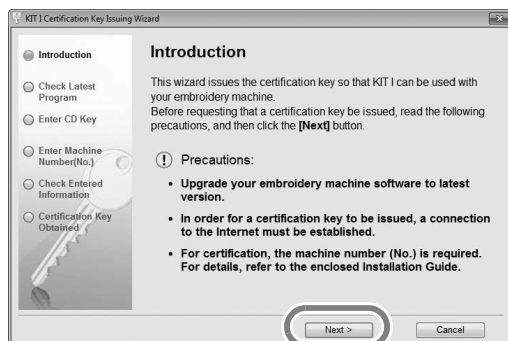 KIT I Certification Key Issuing Wizard
Introduction
Check Latest
Program
Enter CD Key
Enter Machine
Number(No.)
Check Entered
Information
Certification Key
Obtained
Introduction
This wizard issues the certification key so that KIT I can be used with
your embroidery machine.
Before requesting that a certification key be issued, read the following
precautions, and then click the [Next] button.
Precautions:
• Upgrade your embroidery machine software to latest
version.
• In order for a certification key to be issued, a connection
to the Internet must be established.
• For certification, the machine number (No.) is required.
For details, refer to the enclosed Installation Guide.
Next >
Cancel